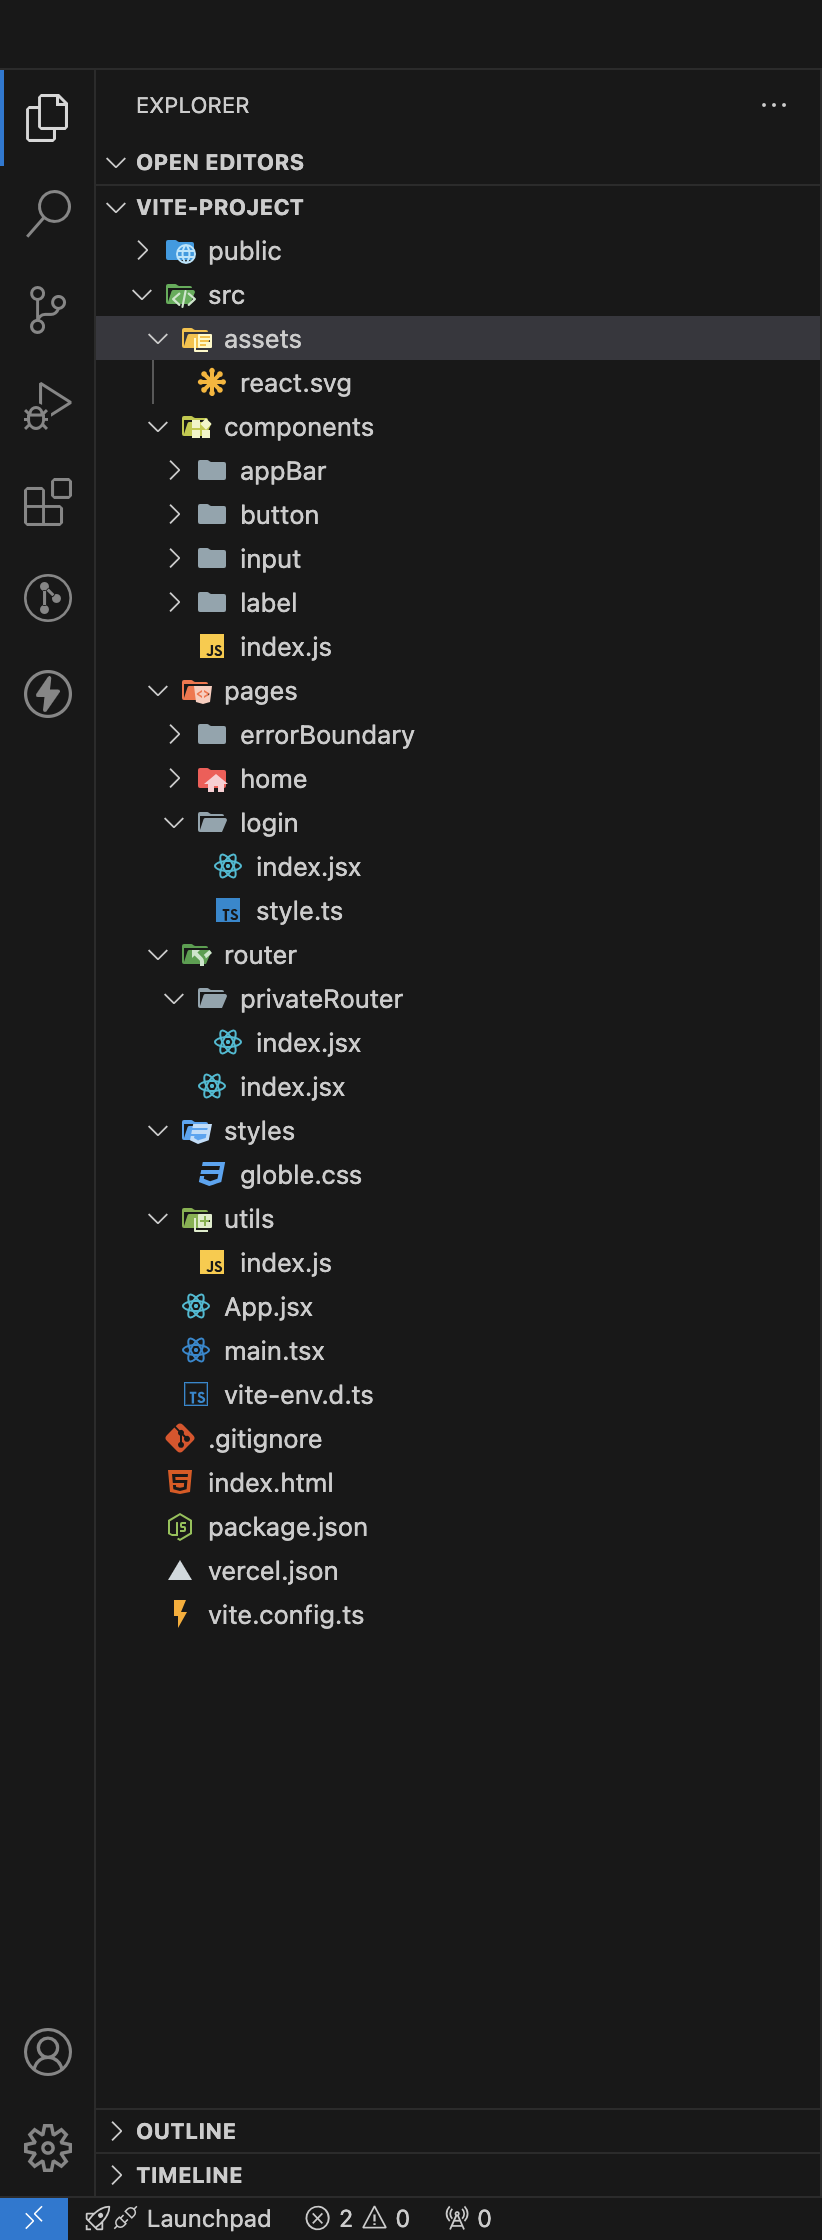 EXPLORER
OPEN EDITORS
VITE-PROJECT
public
src
assets
react.svg
components
appBar
button
input
label
index.js
pages
errorBoundary
home
login
index.jsx
style.ts
router
privateRouter
index.jsx
index.jsx
styles
globle.css
utils
index.js
App.jsx
main.tsx
vite-env.d.ts
.gitignore
index.html
package.json
vercel.json
vite.config.ts
OUTLINE
TIMELINE
Launchpad 2 0 0